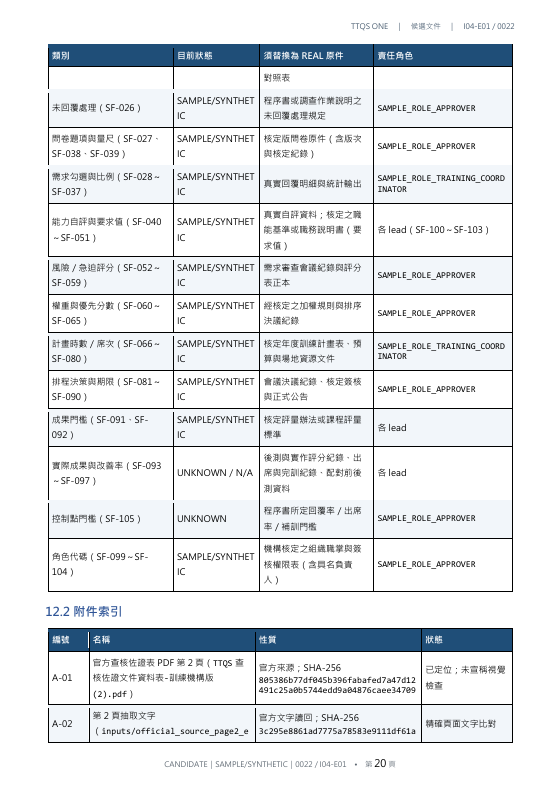 TTQS ONE | 候選文件 | I04-E01 / 0022
類別 目前狀態 須替換為 REAL 原件 責任角色
對照表
未回覆處理（SF-026） SAMPLE/SYNTHET
IC 程序書或調查作業說明之
未回覆處理規定 SAMPLE_ROLE_APPROVER
問卷題項與量尺（SF-027、
SF-038、SF-039） SAMPLE/SYNTHET
IC 核定版問卷原件（含版次
與核定紀錄） SAMPLE_ROLE_APPROVER
需求勾選與比例（SF-028～
SF-037） SAMPLE/SYNTHET
IC 真實回覆明細與統計輸出 SAMPLE_ROLE_TRAINING_COORD
INATOR
能力自評與要求值（SF-040
～SF-051） SAMPLE/SYNTHET
IC 真實自評資料；核定之職
能基準或職務說明書（要
求值） 各 lead（SF-100～SF-103）
風險 / 急迫評分（SF-052～
SF-059） SAMPLE/SYNTHET
IC 需求審查會議紀錄與評分
表正本 SAMPLE_ROLE_APPROVER
權重與優先分數（SF-060～
SF-065） SAMPLE/SYNTHET
IC 經核定之加權規則與排序
決議紀錄 SAMPLE_ROLE_APPROVER
計畫時數 / 席次（SF-066～
SF-080） SAMPLE/SYNTHET
IC 核定年度訓練計畫表、預
算與場地資源文件 SAMPLE_ROLE_TRAINING_COORD
INATOR
排程決策與期限（SF-081～
SF-090） SAMPLE/SYNTHET
IC 會議決議紀錄、核定簽核
與正式公告 SAMPLE_ROLE_APPROVER
成果門檻（SF-091、SF-
092） SAMPLE/SYNTHET
IC 核定評量辦法或課程評量
標準 各 lead
實際成果與改善率（SF-093
～SF-097） UNKNOWN / N/A 後測與實作評分紀錄、出
席與完訓紀錄、配對前後
測資料 各 lead
控制點門檻（SF-105） UNKNOWN 程序書所定回覆率 / 出席
率 / 補訓門檻 SAMPLE_ROLE_APPROVER
角色代碼（SF-099～SF-
104） SAMPLE/SYNTHET
IC 機構核定之組織職掌與簽
核權限表（含具名負責
人） SAMPLE_ROLE_APPROVER
12.2 附件索引
編號 名稱 性質 狀態
A-01 官方查核佐證表 PDF 第 2 頁（TTQS 查
核佐證文件資料表-訓練機構版
(2).pdf） 官方來源；SHA-256
805386b77df045b396fabafed7a47d12
491c25a0b5744edd9a04876caee34709 已定位；未宣稱視覺
檢查
A-02 第 2 頁抽取文字
（inputs/official_source_page2_e 官方文字讀回；SHA-256
3c295e8861ad7775a78583e9111df61a 精確頁面文字比對
CANDIDATE | SAMPLE/SYNTHETIC | 0022 / I04-E01 • 第 20 頁